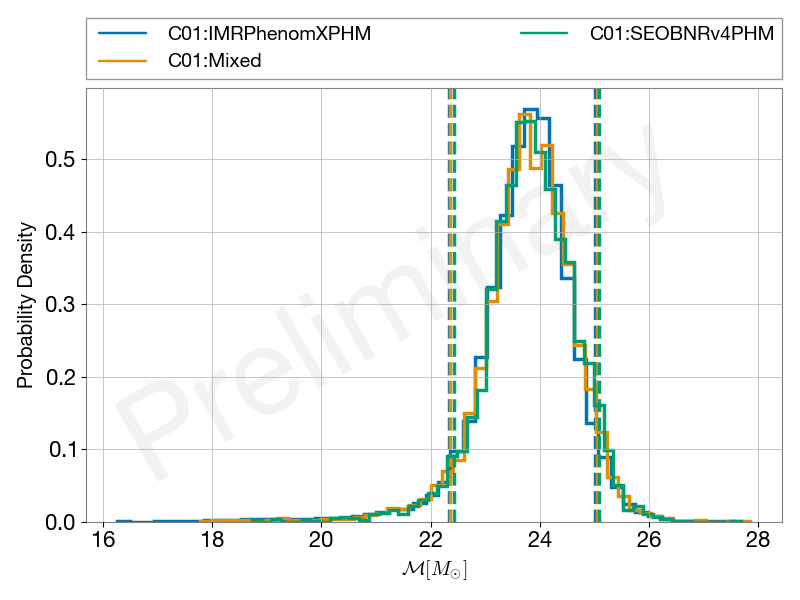 C01:IMRPhenomXPHM
C01:Mixed
C01:SEOBNRv4PHM
Preliminary
Probability Density
0.5
0.4
0.3
0.2
0.1
0.0
16 18 20 22 24 26 28
ℳ[M⊙]